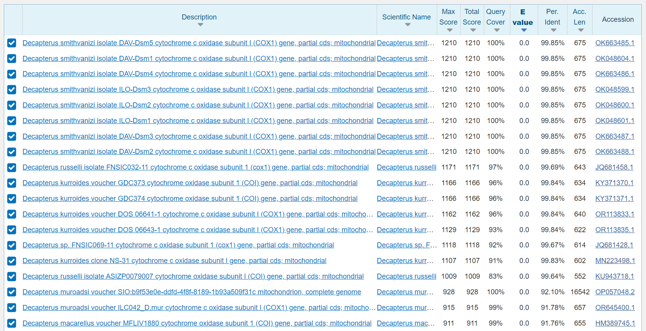 Description Scientific Name Max Score Total Score Query Cover E value Per. Ident Acc. Len Accession
Decapterus smithvanizi isolate DAV-Dsm5 cytochrome c oxidase subunit I (COX1) gene, partial cds; mitochondrial Decapterus smit... 1210 1210 100% 0.0 99.85% 675 OK663485.1
Decapterus smithvanizi isolate DAV-Dsm1 cytochrome c oxidase subunit I (COX1) gene, partial cds; mitochondrial Decapterus smit... 1210 1210 100% 0.0 99.85% 675 OK048604.1
Decapterus smithvanizi isolate DAV-Dsm4 cytochrome c oxidase subunit I (COX1) gene, partial cds; mitochondrial Decapterus smit... 1210 1210 100% 0.0 99.85% 675 OK663486.1
Decapterus smithvanizi isolate ILO-Dsm3 cytochrome c oxidase subunit I (COX1) gene, partial cds; mitochondrial Decapterus smit... 1210 1210 100% 0.0 99.85% 675 OK048599.1
Decapterus smithvanizi isolate ILO-Dsm2 cytochrome c oxidase subunit I (COX1) gene, partial cds; mitochondrial Decapterus smit... 1210 1210 100% 0.0 99.85% 675 OK048600.1
Decapterus smithvanizi isolate ILO-Dsm1 cytochrome c oxidase subunit I (COX1) gene, partial cds; mitochondrial Decapterus smit... 1210 1210 100% 0.0 99.85% 675 OK048601.1
Decapterus smithvanizi isolate DAV-Dsm3 cytochrome c oxidase subunit I (COX1) gene, partial cds; mitochondrial Decapterus smit... 1210 1210 100% 0.0 99.85% 675 OK663487.1
Decapterus smithvanizi isolate DAV-Dsm2 cytochrome c oxidase subunit I (COX1) gene, partial cds; mitochondrial Decapterus smit... 1210 1210 100% 0.0 99.85% 675 OK663488.1
Decapterus russelli isolate FNSIC032-11 cytochrome c oxidase subunit 1 (cox1) gene, partial cds; mitochondrial Decapterus russelli 1171 1171 97% 0.0 99.69% 643 JQ681458.1
Decapterus kurroides voucher GDC373 cytochrome oxidase subunit 1 (COI) gene, partial cds; mitochondrial Decapterus kurr... 1166 1166 96% 0.0 99.84% 634 KY371370.1
Decapterus kurroides voucher GDC374 cytochrome oxidase subunit 1 (COI) gene, partial cds; mitochondrial Decapterus kurr... 1166 1166 96% 0.0 99.84% 634 KY371371.1
Decapterus kurroides voucher DOS 06641-1 cytochrome c oxidase subunit I (COX1) gene, partial cds; mitocho... Decapterus kurr... 1162 1162 96% 0.0 99.84% 640 OR113833.1
Decapterus kurroides voucher DOS 06643-1 cytochrome c oxidase subunit I (COX1) gene, partial cds; mitocho... Decapterus kurr... 1129 1129 93% 0.0 99.84% 622 OR113835.1
Decapterus sp. FNSIC069-11 cytochrome c oxidase subunit 1 (cox1) gene, partial cds; mitochondrial Decapterus sp. F... 1118 1118 92% 0.0 99.67% 614 JQ681428.1
Decapterus kurroides clone NS-31 cytochrome c oxidase subunit I (COX1) gene, partial cds; mitochondrial Decapterus kurr... 1107 1107 91% 0.0 99.83% 602 MN223498.1
Decapterus russelli isolate ASIZP0079007 cytochrome oxidase subunit I (COI) gene, partial cds; mitochondrial Decapterus russelli 1009 1009 83% 0.0 99.64% 552 KU943718.1
Decapterus muroadsi voucher SIO:b9f53e0e-ddfd-4f8f-8189-1b93a509f31c mitochondrion, complete genome Decapterus muro... 928 928 100% 0.0 92.10% 16542 OP057048.2
Decapterus muroadsi voucher ILC042_D.mur cytochrome c oxidase subunit I (COX1) gene, partial cds; mitocho... Decapterus muro... 915 915 99% 0.0 91.78% 657 OR645400.1
Decapterus macarellus voucher MFLIV1880 cytochrome oxidase subunit 1 (COI) gene, partial cds; mitochondrial Decapterus mac... 911 911 99% 0.0 91.76% 655 HM389745.1